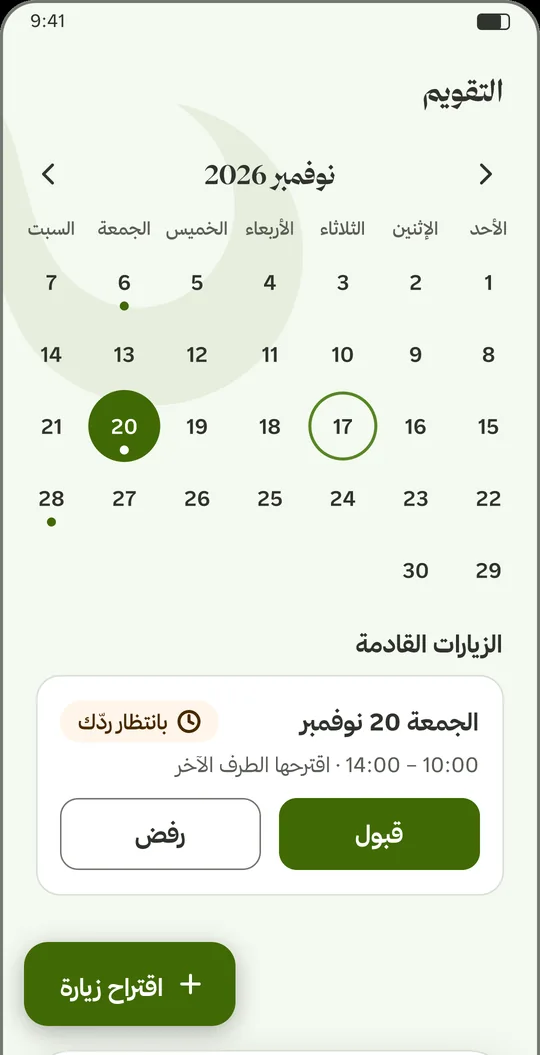 9:41
التقويم
نوفمبر 2026
الأحد الإثنين الثلاثاء الأربعاء الخميس الجمعة السبت
1 2 3 4 5 6 7
8 9 10 11 12 13 14
15 16 17 18 19 20 21
22 23 24 25 26 27 28
29 30
الزيارات القادمة
الجمعة 20 نوفمبر بانتظار ردّك
10:00 – 14:00 · اقترحها الطرف الآخر
قبول رفض
اقتراح زيارة